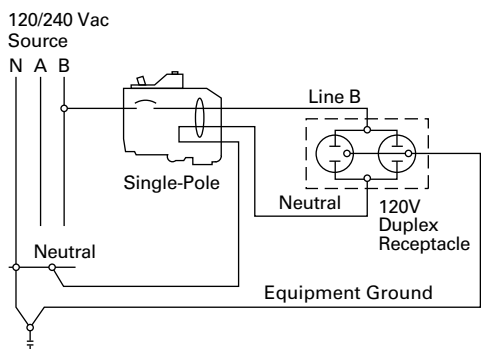 120/240 Vac
Source
N A B
Line B
Single-Pole
Neutral
120V
Duplex
Receptacle
Neutral
Equipment Ground